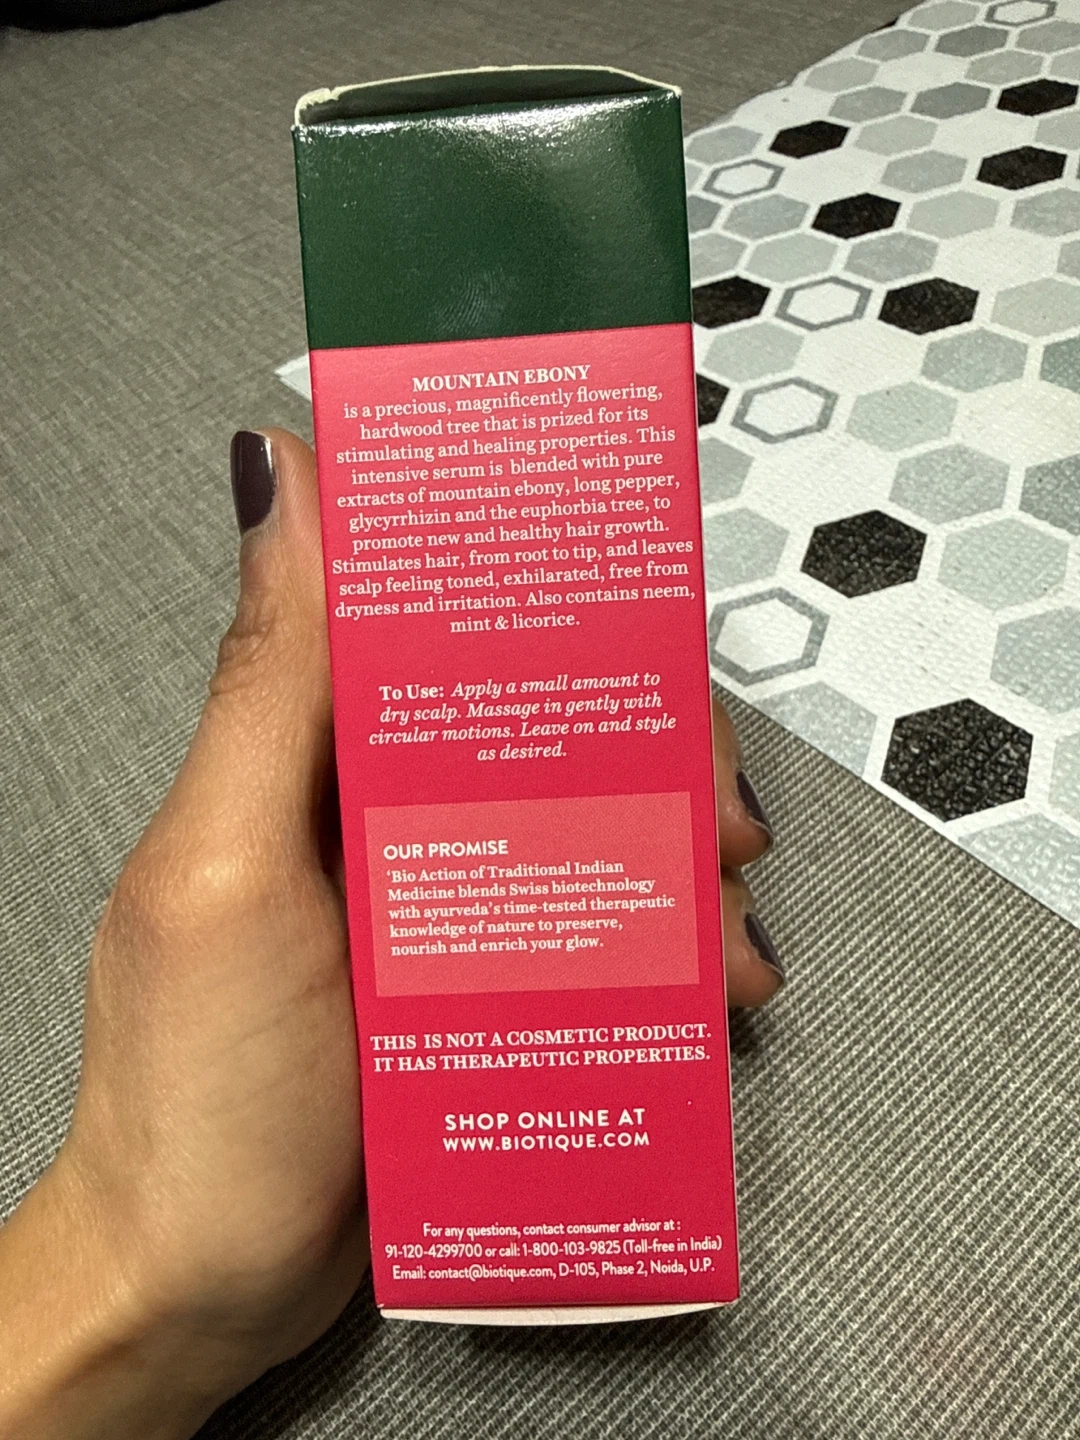 MOUNTAIN EBONY
is a precious, magnificently flowering,
hardwood tree that is prized for its
stimulating and healing properties. This
intensive serum is blended with pure
extracts of mountain ebony, long pepper,
glycyrrhizin and the euphorbia tree, to
promote new and healthy hair growth.
Stimulates hair, from root to tip, and leaves
scalp feeling toned, exhilarated, free from
dryness and irritation. Also contains neem,
mint & licorice.
To Use: Apply a small amount to
dry scalp. Massage in gently with
circular motions. Leave on and style
as desired.
OUR PROMISE
'Bio Action of Traditional Indian
Medicine blends Swiss biotechnology
with ayurveda's time-tested therapeutic
knowledge of nature to preserve,
nourish and enrich your glow.
THIS IS NOT A COSMETIC PRODUCT.
IT HAS THERAPEUTIC PROPERTIES.
SHOP ONLINE AT
WWW.BIOTIQUE.COM
For any questions, contact consumer advisor at :
91-120-4299700 or call: 1-800-103-9825 (Toll-free in India)
Email: contact@biotique.com, D-105, Phase 2, Noida, U.P.